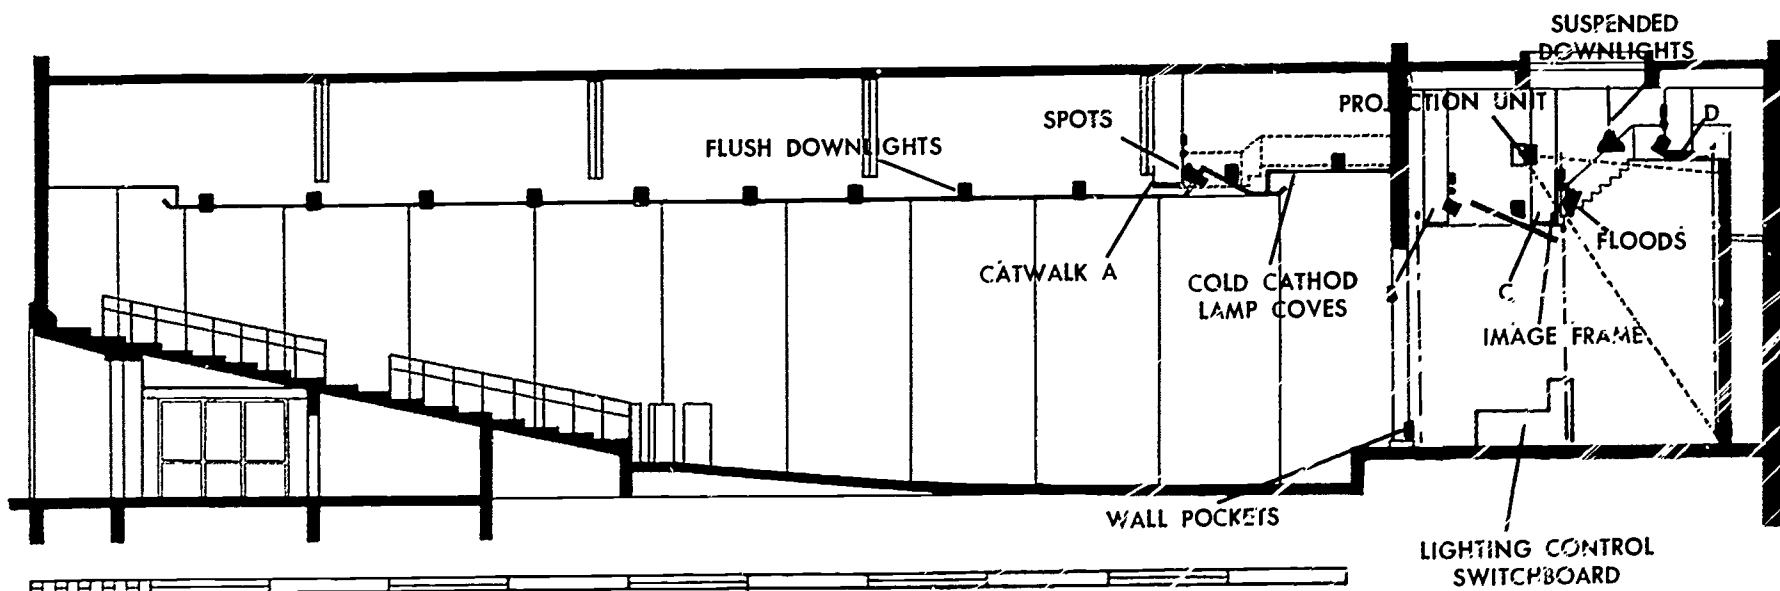 SUSPENDED
DOWNLIGHTS
PROJECTION UNIT
D
SPOTS
FLUSH DOWNLIGHTS
FLOODS
CATWALK A
COLD CATHOD
LAMP COVES
C
IMAGE FRAME
WALL POCKETS
LIGHTING CONTROL
SWITCHBOARD